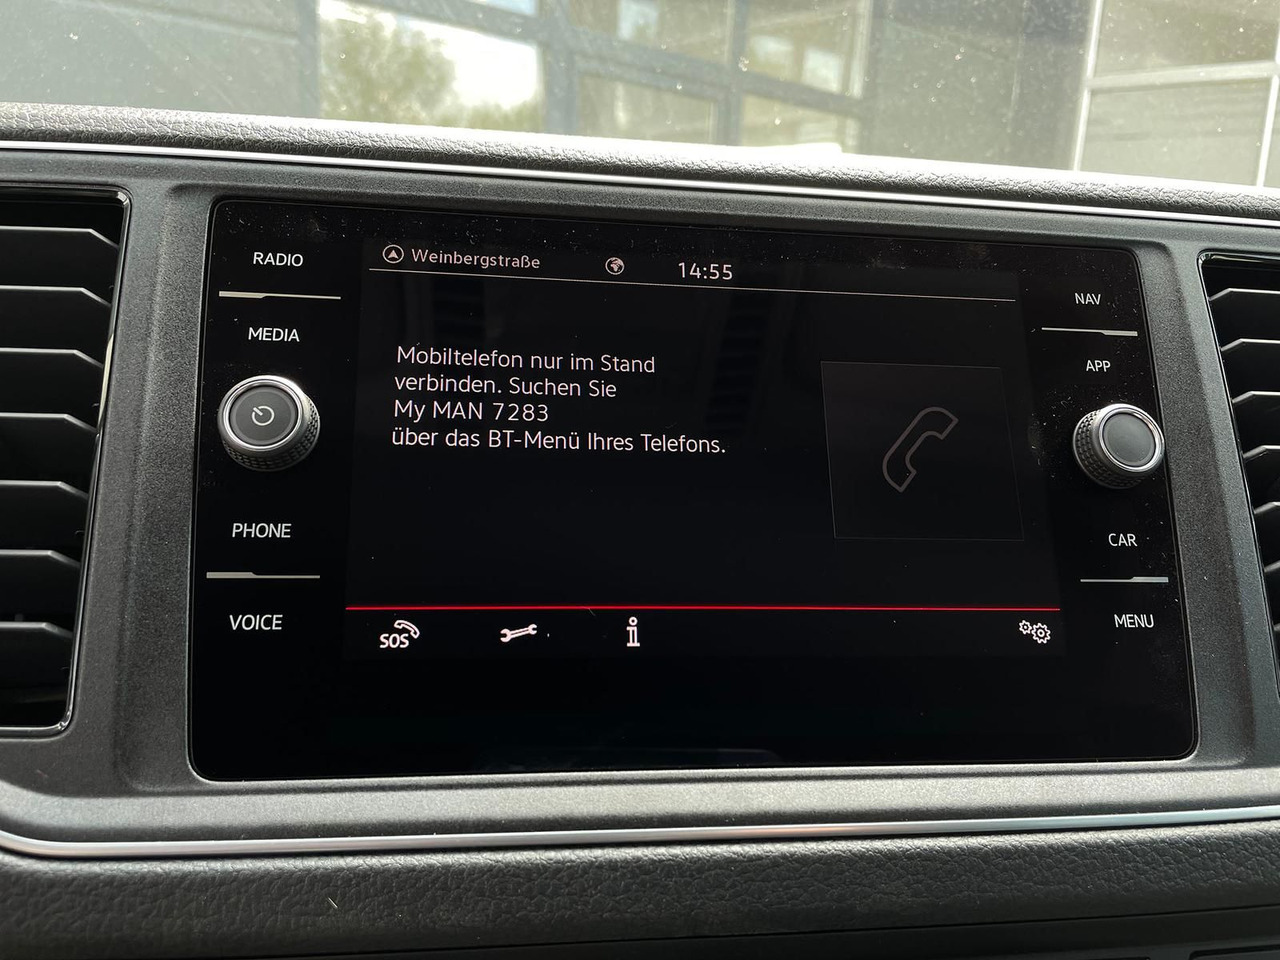 RADIO
MEDIA
PHONE
VOICE
Weinbergstraße
14:55
Mobiltelefon nur im Stand
verbinden. Suchen Sie
My MAN 7283
über das BT-Menü Ihres Telefons.
SOS
NAV
APP
CAR
MENU